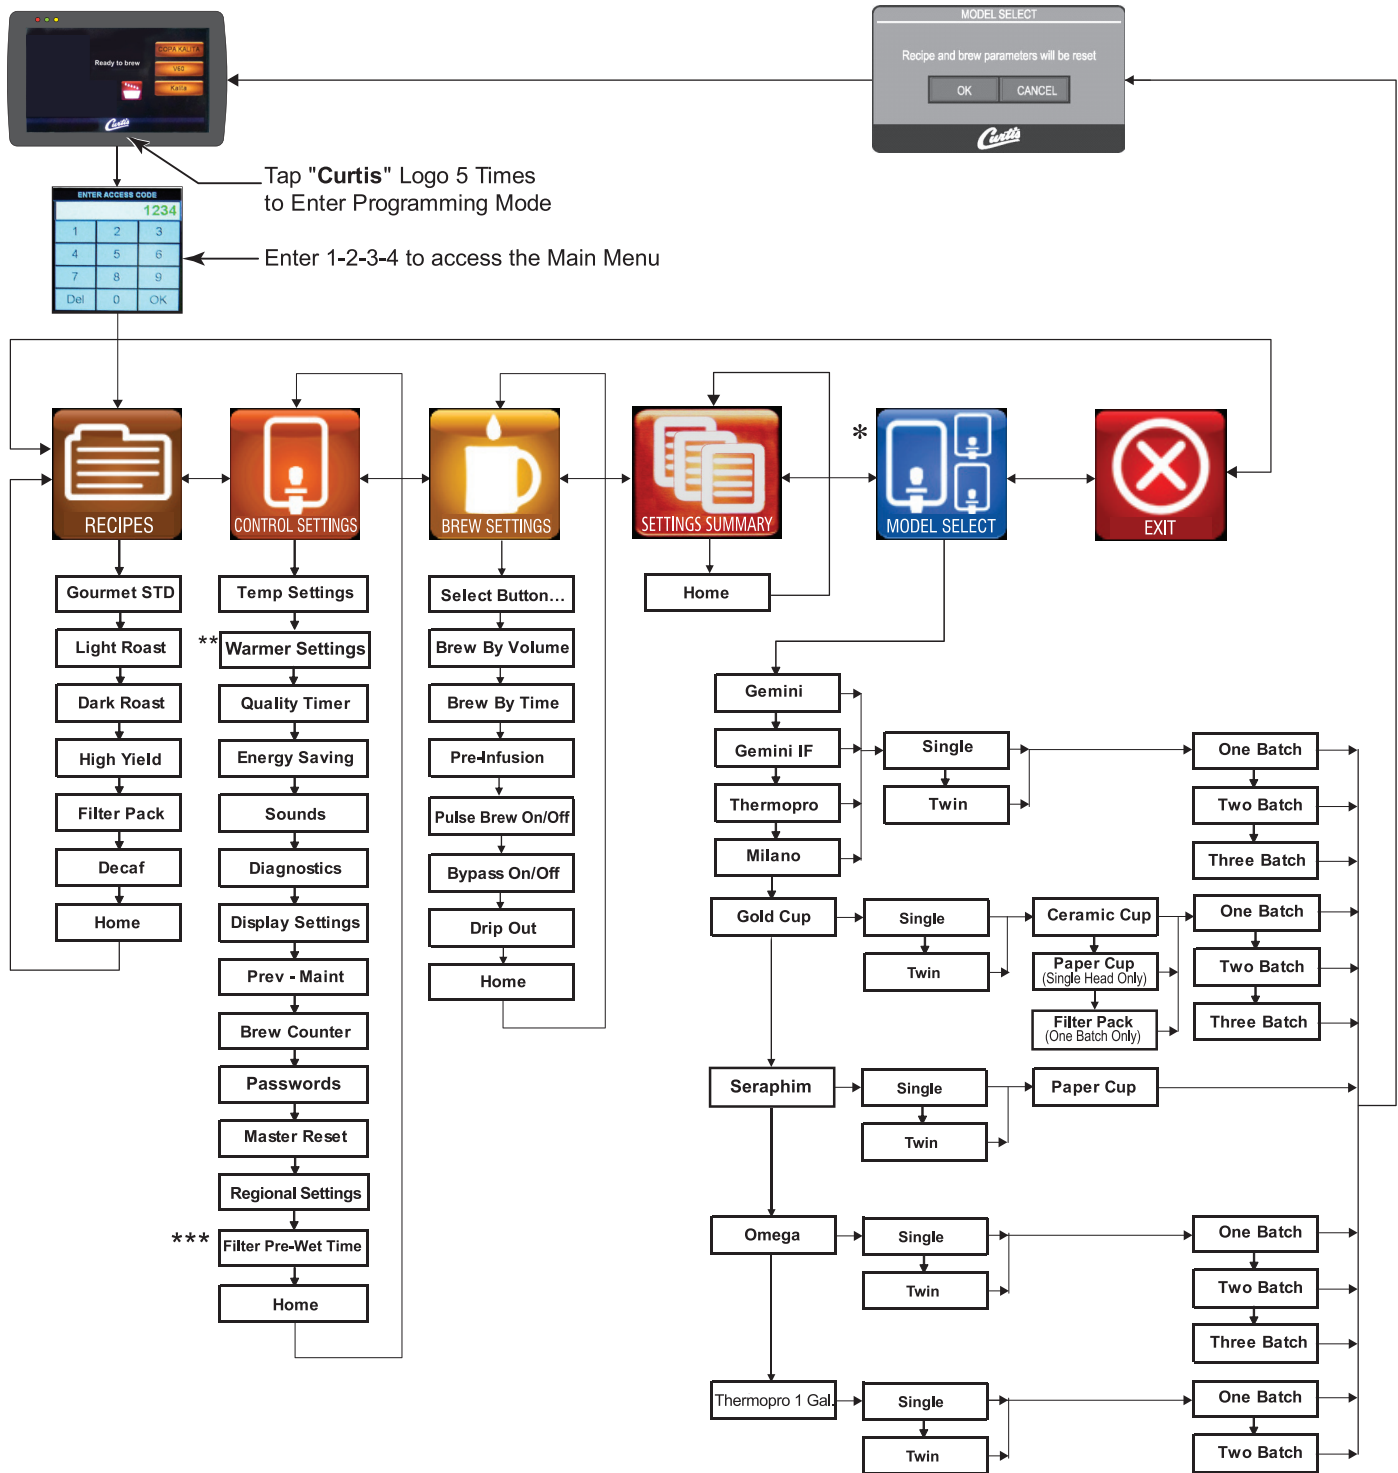 MODEL SELECT
Recipe and brew parameters will be reset
OK
CANCEL
Curtis
Ready to brew
COPA KALITA
V60
Kalita
Curtis
Tap "Curtis" Logo 5 Times
to Enter Programming Mode
ENTER ACCESS CODE
1234
1 2 3
4 5 6
7 8 9
Del 0 OK
Enter 1-2-3-4 to access the Main Menu
RECIPES
CONTROL SETTINGS
BREW SETTINGS
SETTINGS SUMMARY
*
MODEL SELECT
EXIT
Gourmet STD
Light Roast
Dark Roast
High Yield
Filter Pack
Decaf
Home
Temp Settings
** Warmer Settings
Quality Timer
Energy Saving
Sounds
Diagnostics
Display Settings
Prev - Maint
Brew Counter
Passwords
Master Reset
Regional Settings
*** Filter Pre-Wet Time
Home
Select Button...
Brew By Volume
Brew By Time
Pre-Infusion
Pulse Brew On/Off
Bypass On/Off
Drip Out
Home
Home
Gemini
Gemini IF
Thermopro
Milano
Single
Twin
One Batch
Two Batch
Three Batch
Gold Cup
Single
Twin
Ceramic Cup
Paper Cup
(Single Head Only)
Filter Pack
(One Batch Only)
One Batch
Two Batch
Three Batch
Seraphim
Single
Twin
Paper Cup
Omega
Single
Twin
One Batch
Two Batch
Three Batch
Thermopro 1 Gal.
Single
Twin
One Batch
Two Batch